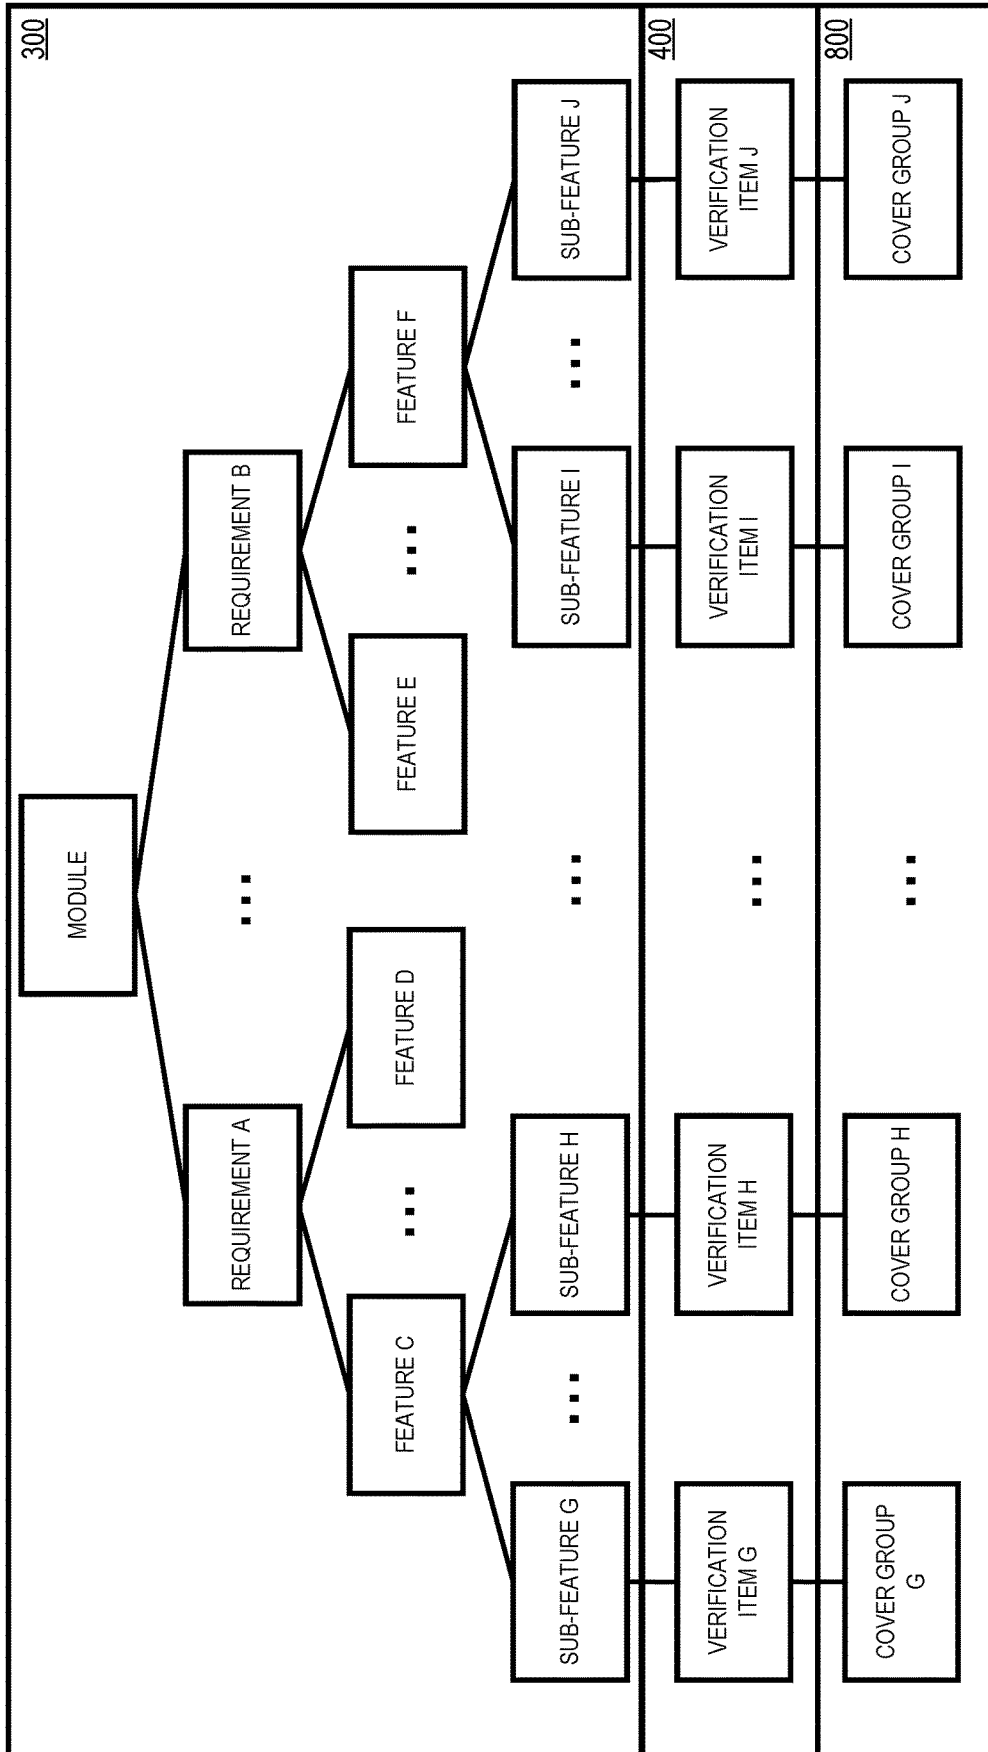 300
MODULE
REQUIREMENT A
...
REQUIREMENT B
FEATURE C
...
FEATURE D
FEATURE E
...
FEATURE F
SUB-FEATURE G
...
SUB-FEATURE H
...
SUB-FEATURE I
...
SUB-FEATURE J
400
VERIFICATION
ITEM G
VERIFICATION
ITEM H
...
VERIFICATION
ITEM I
VERIFICATION
ITEM J
800
COVER GROUP
G
COVER GROUP H
...
COVER GROUP I
COVER GROUP J